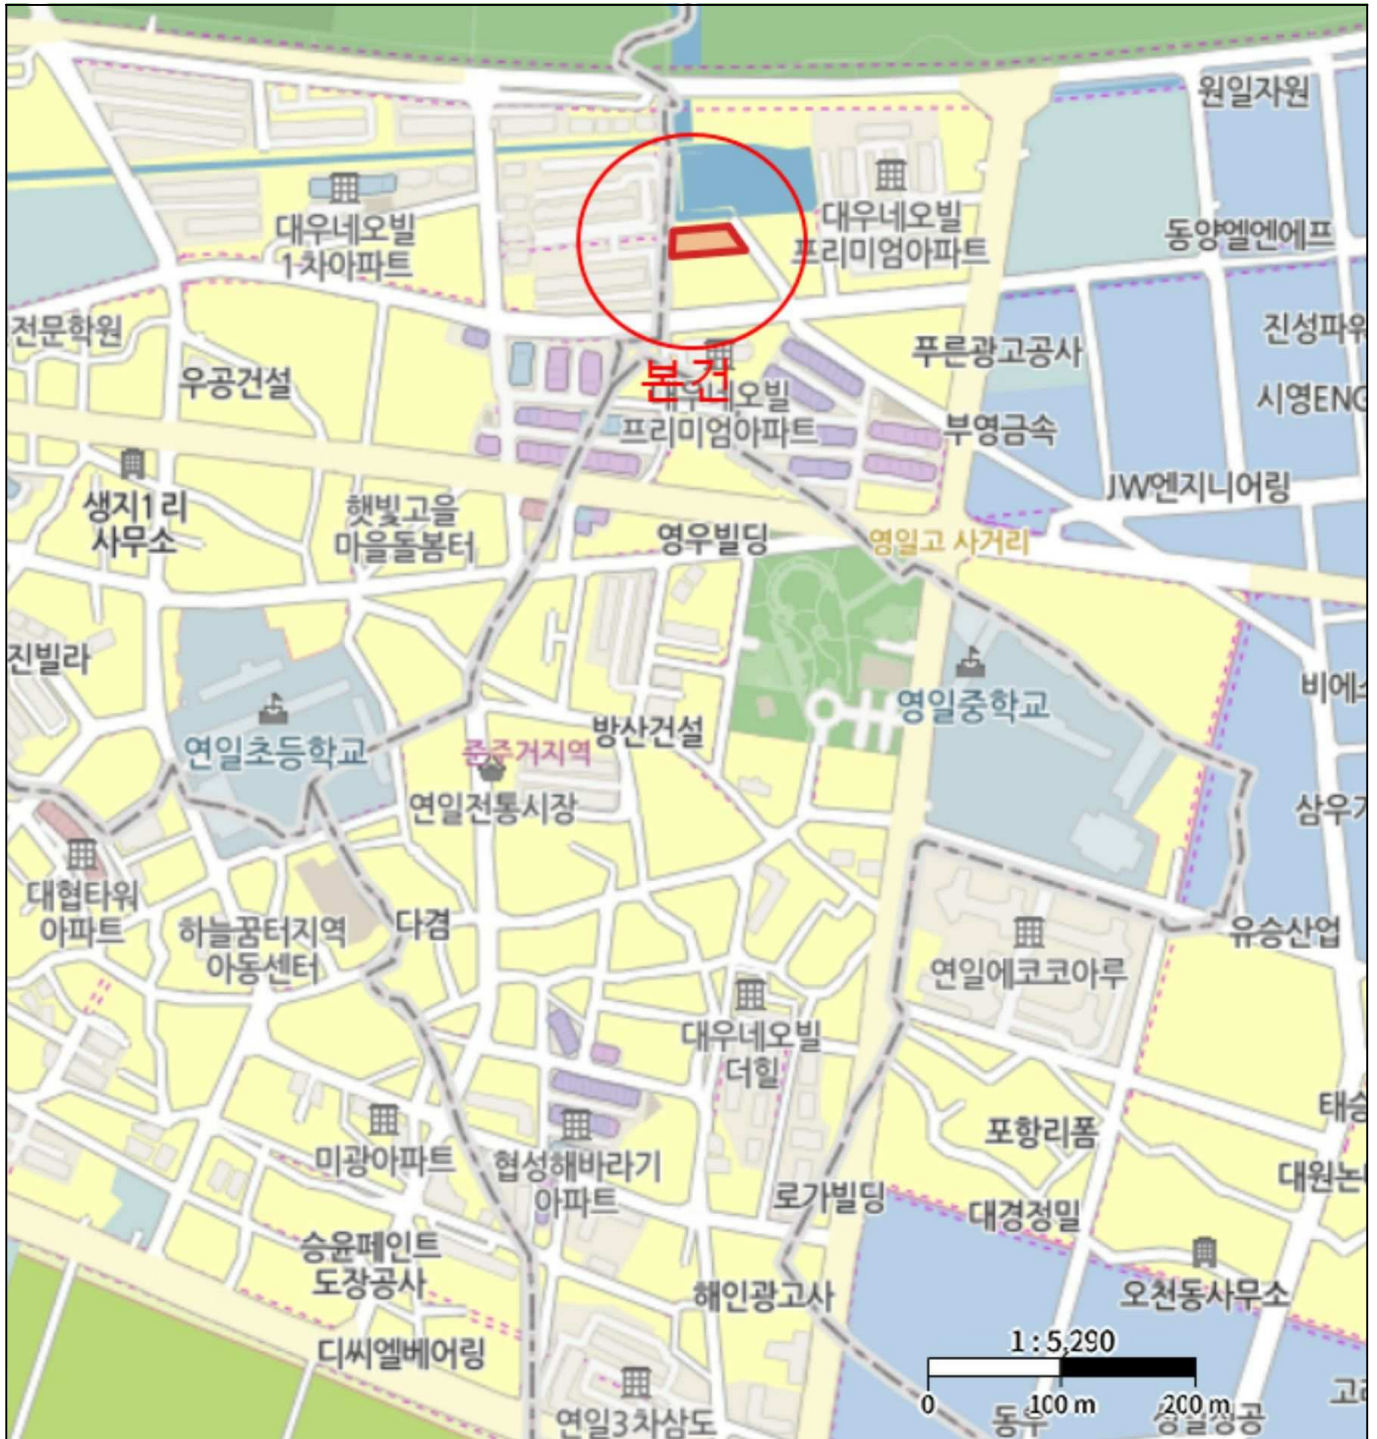 원일자원
대우네오빌
1차아파트
대우네오빌
프리미엄아파트
동양엘엔에프
전문학원
우공건설
푸른광고공사
진성파워
시영ENG
본건
대우네오빌
프리미엄아파트
부영금속
JW엔지니어링
생지1리
사무소
햇빛고을
마을돌봄터
영우빌딩
영일고 사거리
진빌라
비에스
연일초등학교
준주거지역
방산건설
영일중학교
연일전통시장
삼우기
대협타워
아파트
하늘꿈터지역
아동센터
다겸
유승산업
연일에코코아루
대우네오빌
더힐
태승
미광아파트
협성해바라기
아파트
포항리폼
대원논
로가빌딩
대경정밀
승윤페인트
도장공사
해인광고사
오천동사무소
디씨엘베어링
1 : 5,290
0 100 m 200 m
연일3차삼도
동우
고려